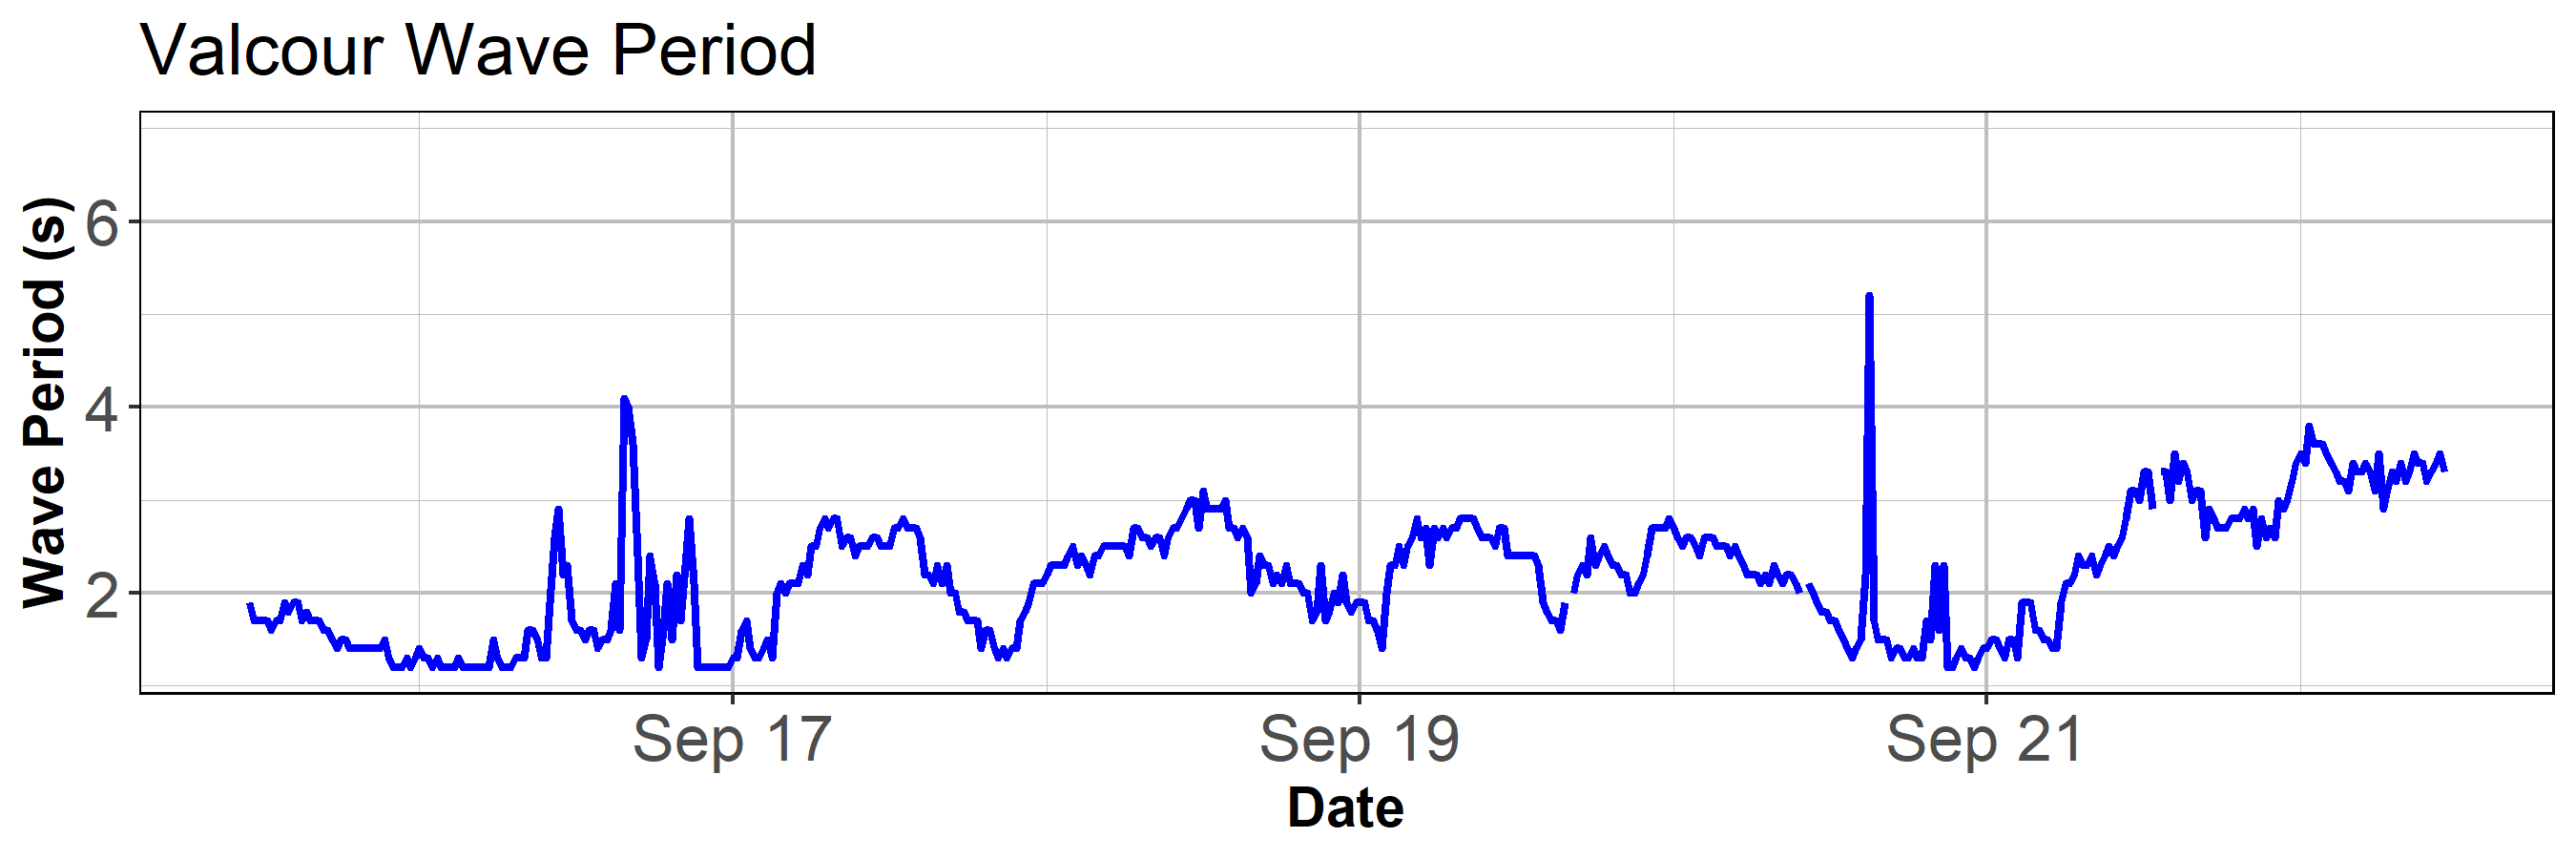 Valcour Wave Period
Wave Period (s)
6
4
2
Sep 17
Sep 19
Sep 21
Date